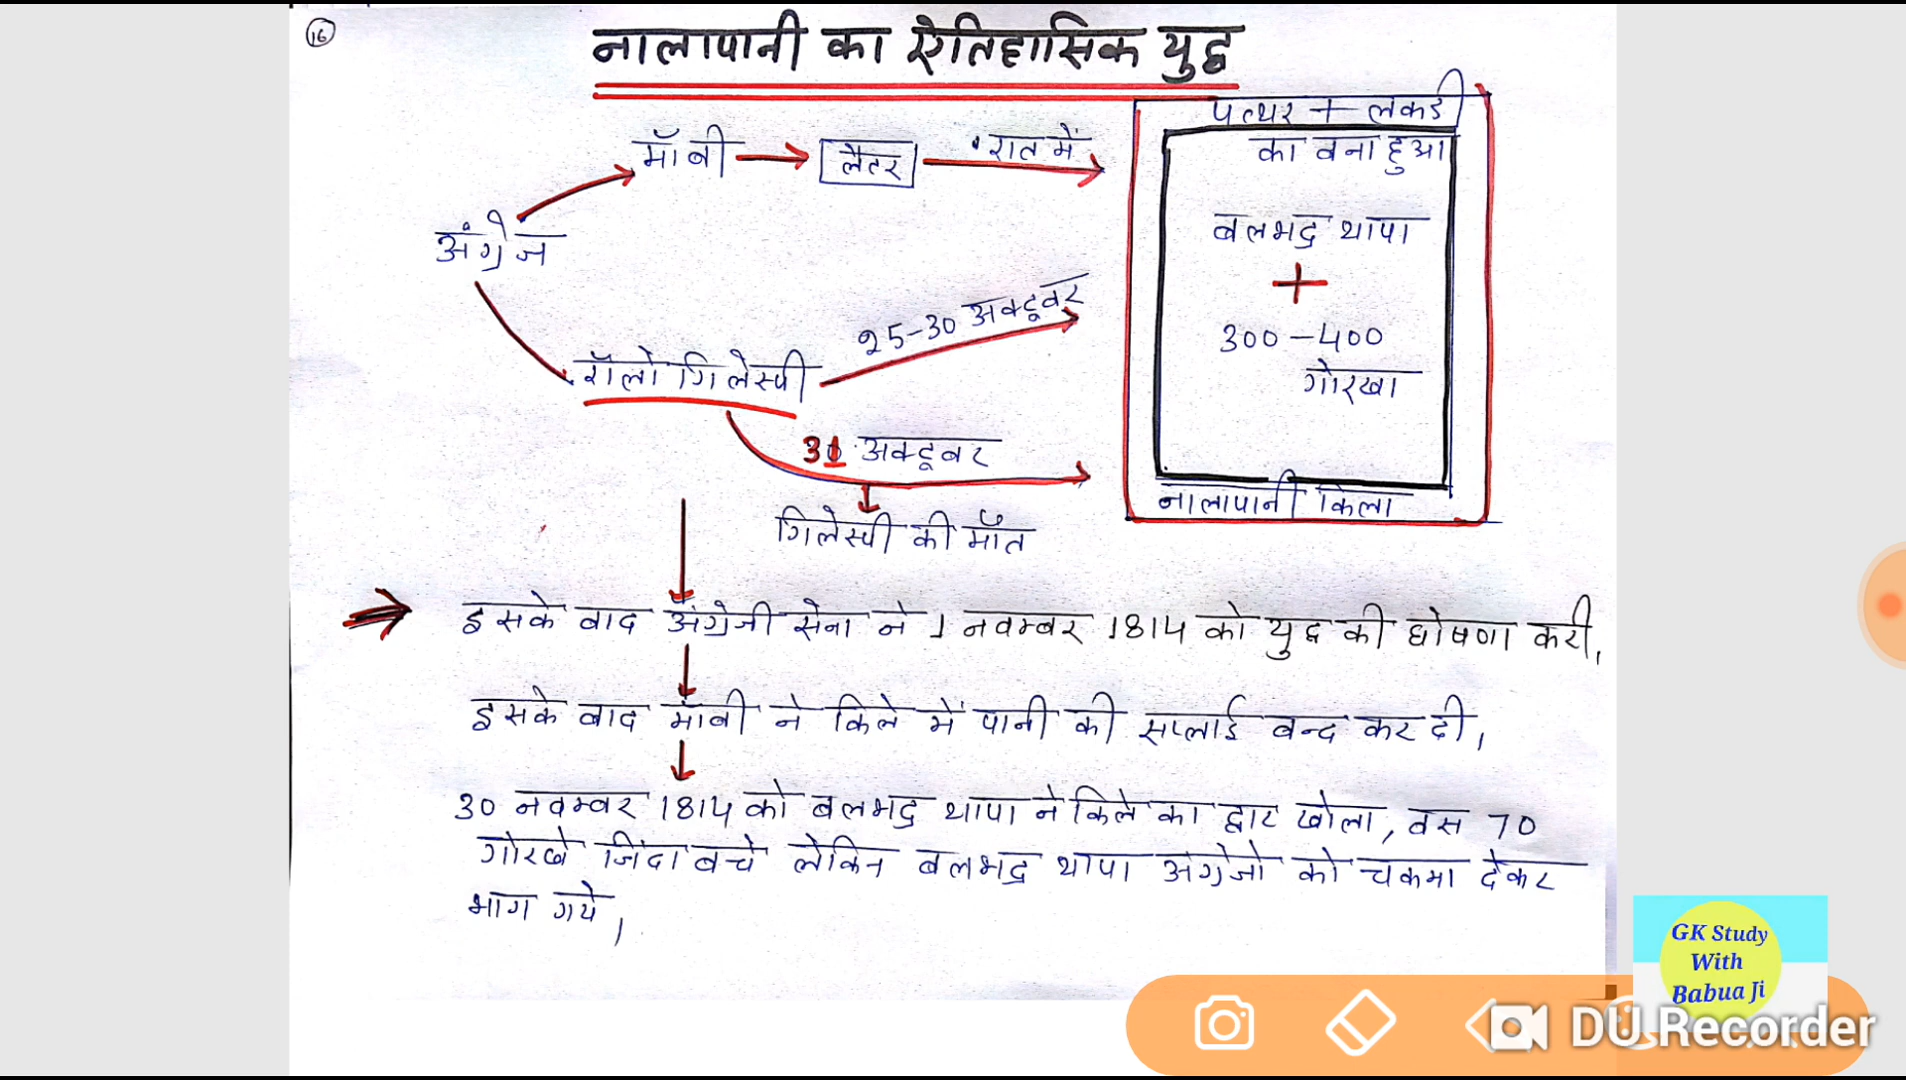 16
नालापानी का ऐतिहासिक युद्ध
पत्थर + लकडी
का बना हुआ
मॉबी
लैटर
रात में
अंग्रेज
बलभद्र थापा
+
300-400
गोरखा
25-30 अक्टूबर
रॉलो गिलेस्पी
31 अक्टूबर
गिलेस्पी की मौत
नालापानी किला
इसके बाद अंग्रेजी सेना ने 1 नवम्बर 1814 को युद्ध की घोषणा करी,
इसके बाद मॉबी ने किले में पानी की सप्लाई बन्द कर दी,
30 नवम्बर 1814 को बलभद्र थापा ने किले का द्वार खोला, बस 70
गोरखे जिंदा बचे लेकिन बलभद्र थापा अंग्रेजो को चकमा देकर
भाग गये,
GK Study
With
Babua Ji
DU Recorder